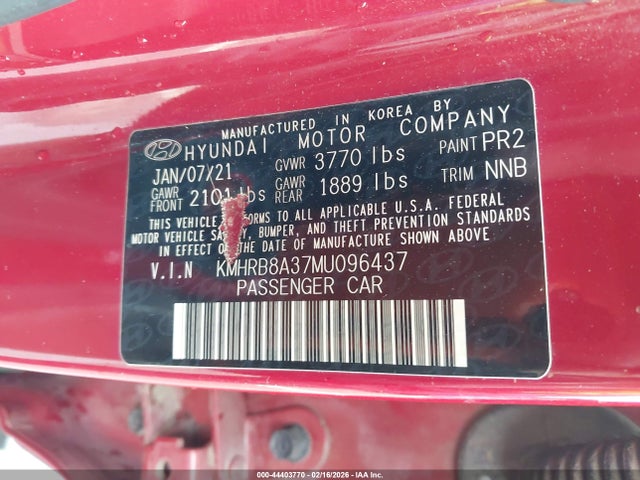 MANUFACTURED IN KOREA BY
HYUNDAI MOTOR COMPANY
JAN/07/21 GVWR 3770 lbs PAINT PR2
GAWR FRONT 2101 lbs GAWR REAR 1889 lbs TRIM NNB
THIS VEHICLE CONFORMS TO ALL APPLICABLE U.S.A. FEDERAL
MOTOR VEHICLE SAFETY, BUMPER, AND THEFT PREVENTION STANDARDS
IN EFFECT ON THE DATE OF MANUFACTURE SHOWN ABOVE.
V.I.N KMHRB8A37MU096437
PASSENGER CAR
000-44403770 - 02/16/2026 - COPYRIGHT IAA, LLC